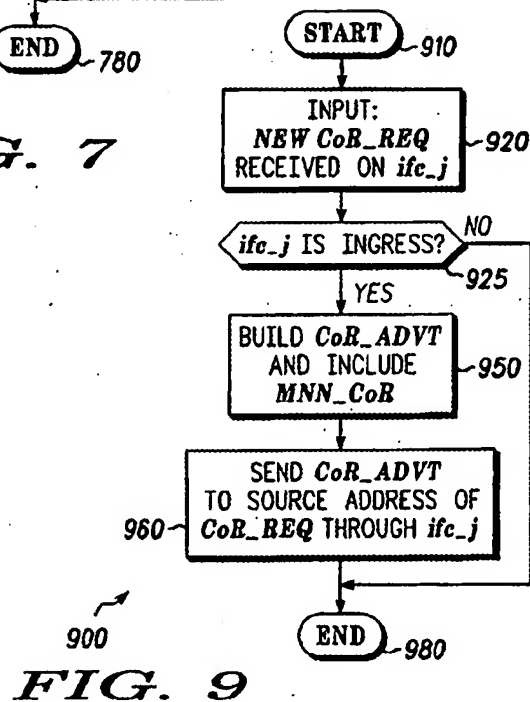 END
780
G. 7
START
910
INPUT:
NEW CoR_REQ
RECEIVED ON ifc_j
920
ifc_j IS INGRESS?
NO
925
YES
BUILD CoR_ADVT
AND INCLUDE
MNN_CoR
950
SEND CoR_ADVT
TO SOURCE ADDRESS OF
CoR_REQ THROUGH ifc_j
960
900
END
980
FIG. 9